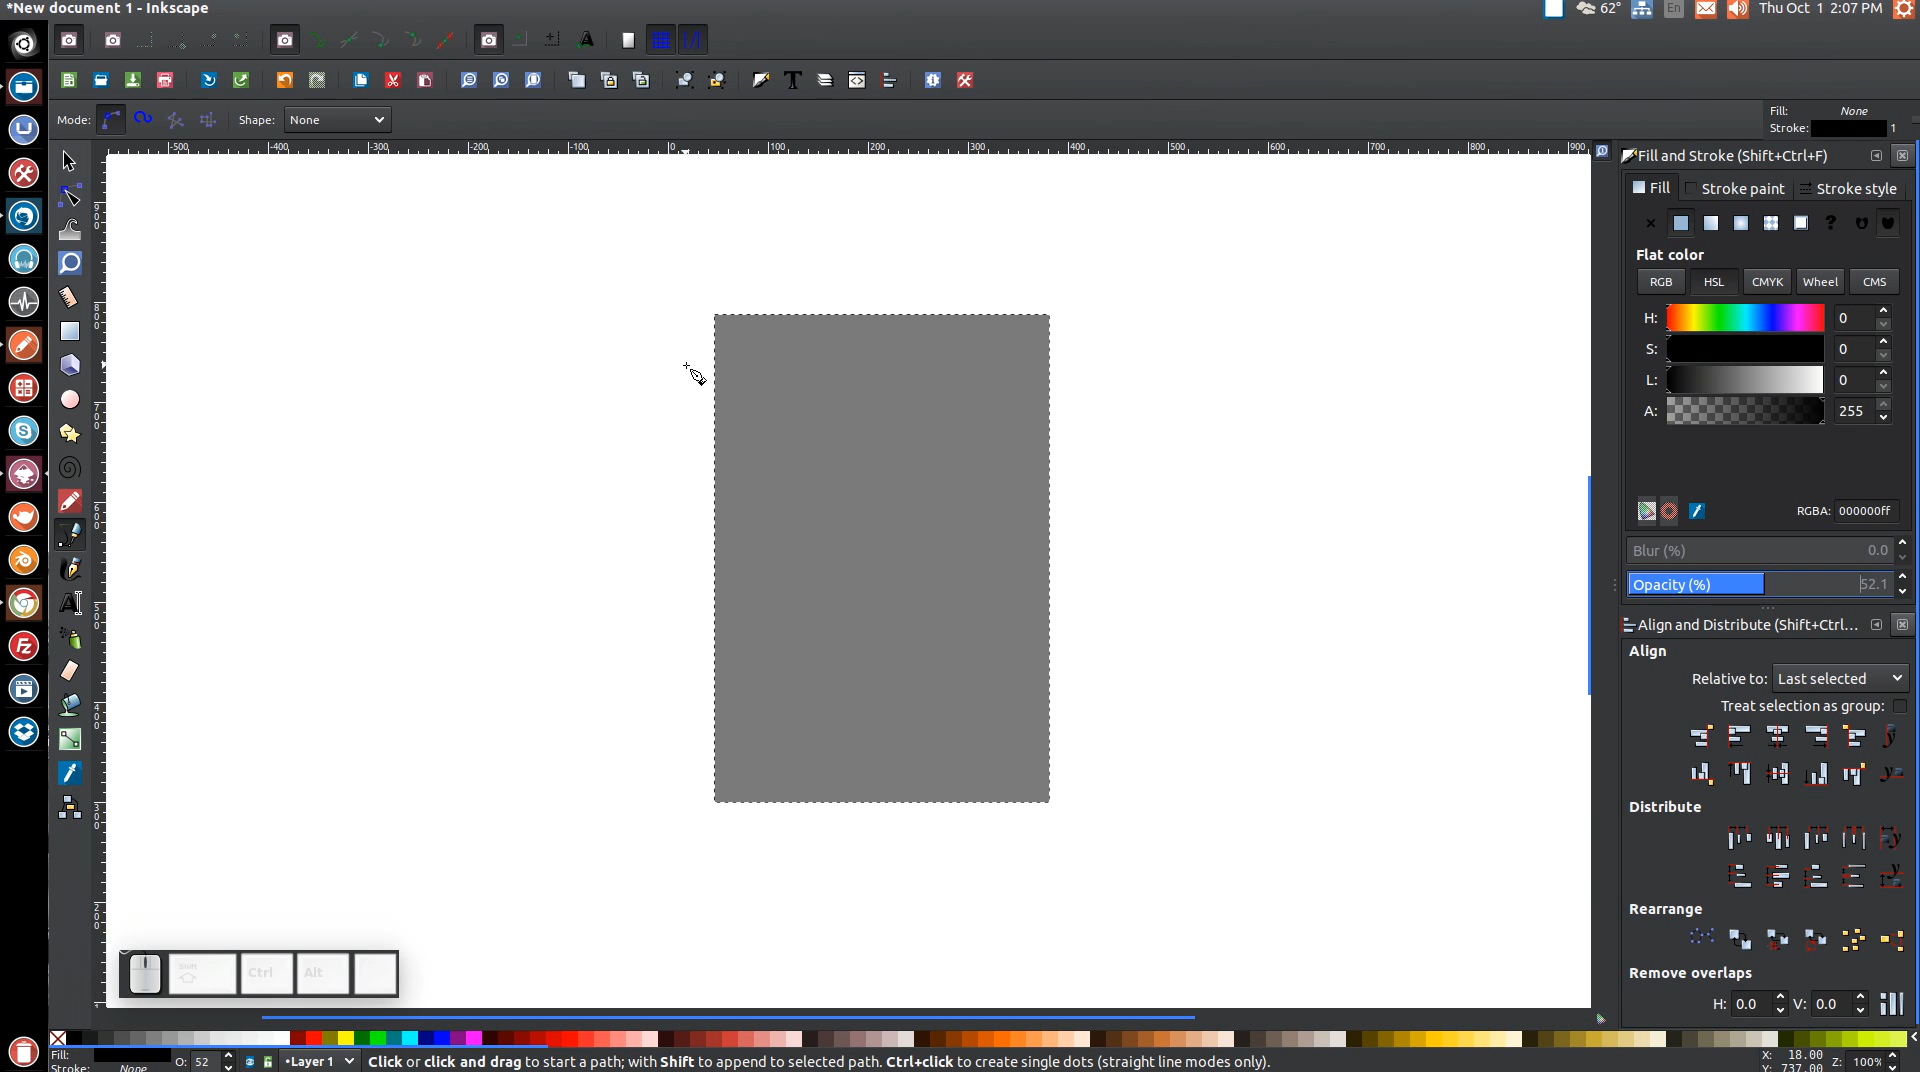 *New document 1 - Inkscape
62°
En
Thu Oct 1 2:07 PM
Mode:
Shape:
None
Fill:
None
Stroke:
1
-500
-400
-300
-200
-100
0
100
200
300
400
500
600
700
800
900
Fill and Stroke (Shift+Ctrl+F)
Fill
Stroke paint
Stroke style
Flat color
RGB
HSL
CMYK
Wheel
CMS
H:
0
S:
0
L:
0
A:
255
RGBA:
000000ff
Blur (%)
0.0
Opacity (%)
52.1
Align and Distribute (Shift+Ctrl...
Align
Relative to:
Last selected
Treat selection as group:
Distribute
Rearrange
Remove overlaps
H:
0.0
V:
0.0
Shift
Ctrl
Alt
Fill:
Stroke:
None
O:
52
•Layer 1
Click or click and drag to start a path; with Shift to append to selected path. Ctrl+click to create single dots (straight line modes only).
X:
18.00
Y:
737.00
Z:
100%